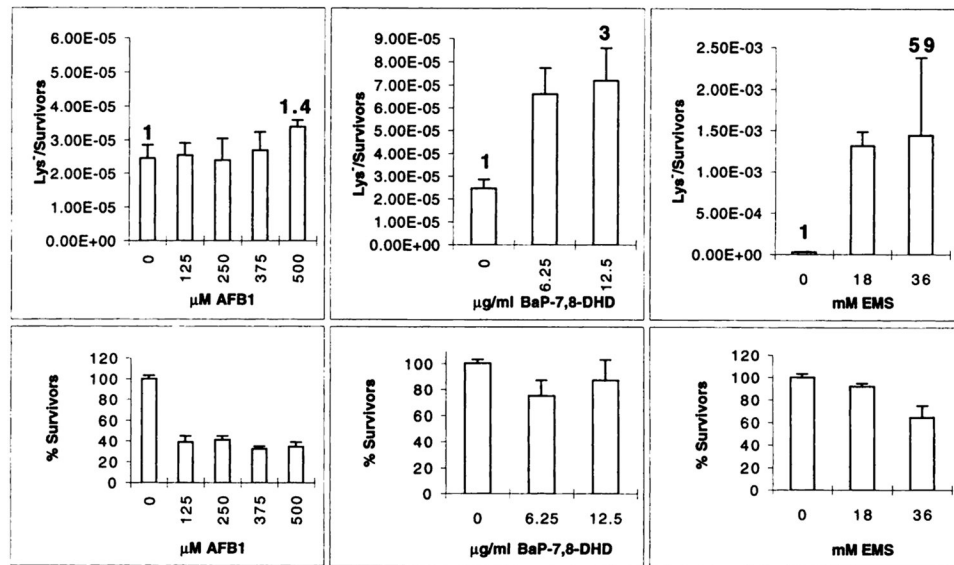 Lys⁻/Survivors
6.00E-05
5.00E-05
4.00E-05
3.00E-05
2.00E-05
1.00E-05
0.00E+00
1
1.4
0 125 250 375 500
µM AFB1
Lys⁻/Survivors
9.00E-05
8.00E-05
7.00E-05
6.00E-05
5.00E-05
4.00E-05
3.00E-05
2.00E-05
1.00E-05
0.00E+00
1
3
0 6.25 12.5
µg/ml BaP-7,8-DHD
Lys⁻/Survivors
2.50E-03
2.00E-03
1.50E-03
1.00E-03
5.00E-04
0.00E+00
1
59
0 18 36
mM EMS
% Survivors
120
100
80
60
40
20
0
0 125 250 375 500
µM AFB1
% Survivors
100
80
60
40
20
0
0 6.25 12.5
µg/ml BaP-7,8-DHD
% Survivors
120
100
80
60
40
20
0
0 18 36
mM EMS